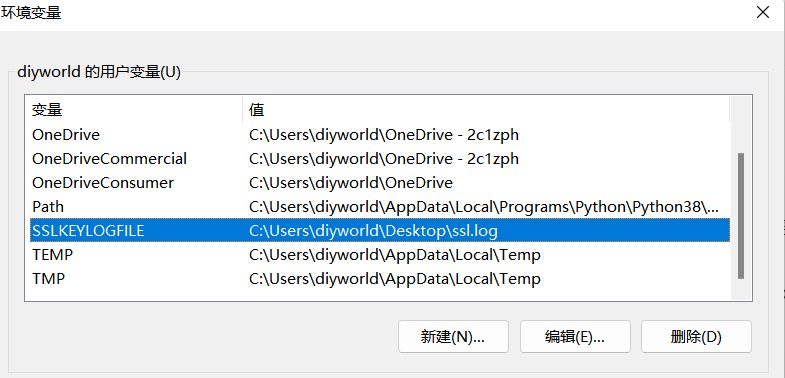 环境变量
diyworld 的用户变量(U)
变量 值
OneDrive C:\Users\diyworld\OneDrive - 2c1zph
OneDriveCommercial C:\Users\diyworld\OneDrive - 2c1zph
OneDriveConsumer C:\Users\diyworld\OneDrive
Path C:\Users\diyworld\AppData\Local\Programs\Python\Python38\...
SSLKEYLOGFILE C:\Users\diyworld\Desktop\ssl.log
TEMP C:\Users\diyworld\AppData\Local\Temp
TMP C:\Users\diyworld\AppData\Local\Temp
新建(N)... 编辑(E)... 删除(D)